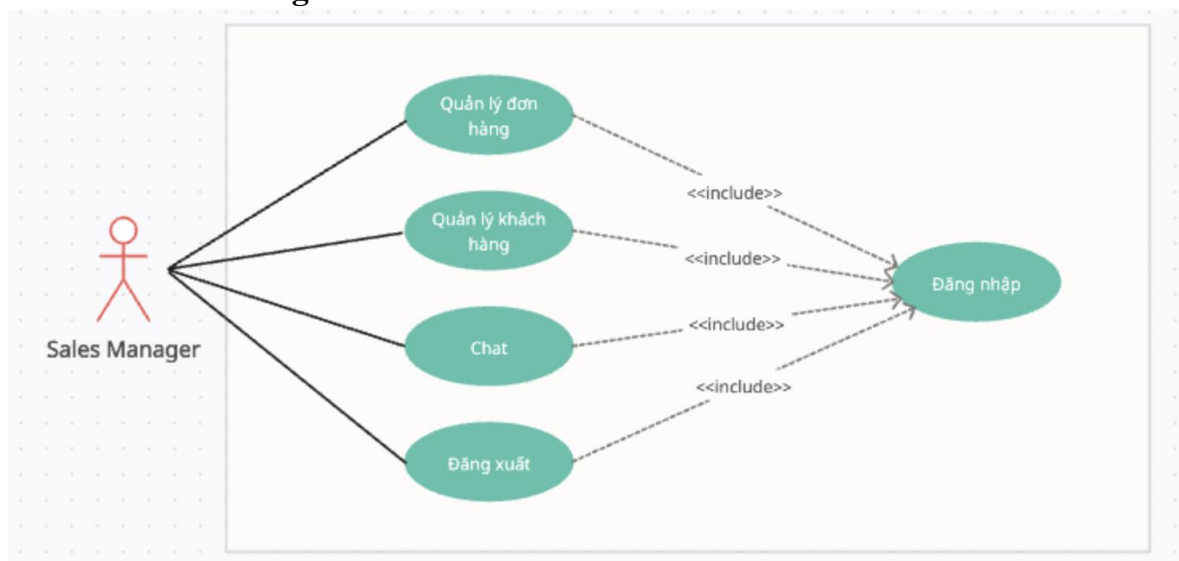 Quản lý đơn
hàng
<<include>>
Quản lý khách
hàng
<<include>>
Đăng nhập
<<include>>
Chat
Sales Manager
<<include>>
Đăng xuất